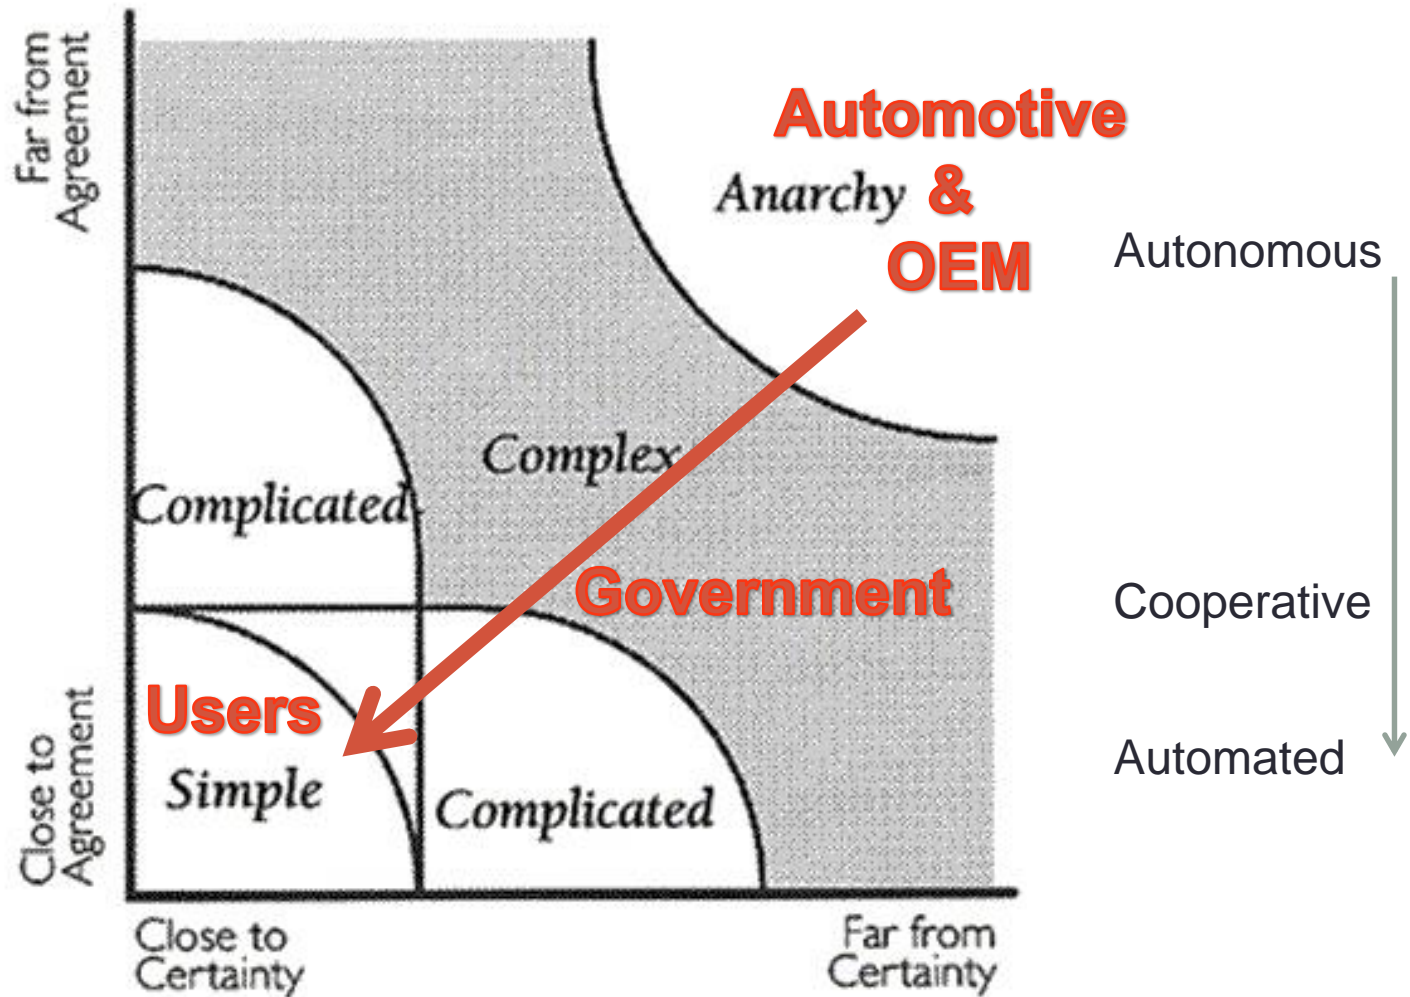 Far from
Agreement
Automotive
Anarchy &
OEM
Autonomous
Complex
Complicated
Government
Cooperative
Users
Simple
Complicated
Automated
Close to
Agreement
Close to
Certainty
Far from
Certainty